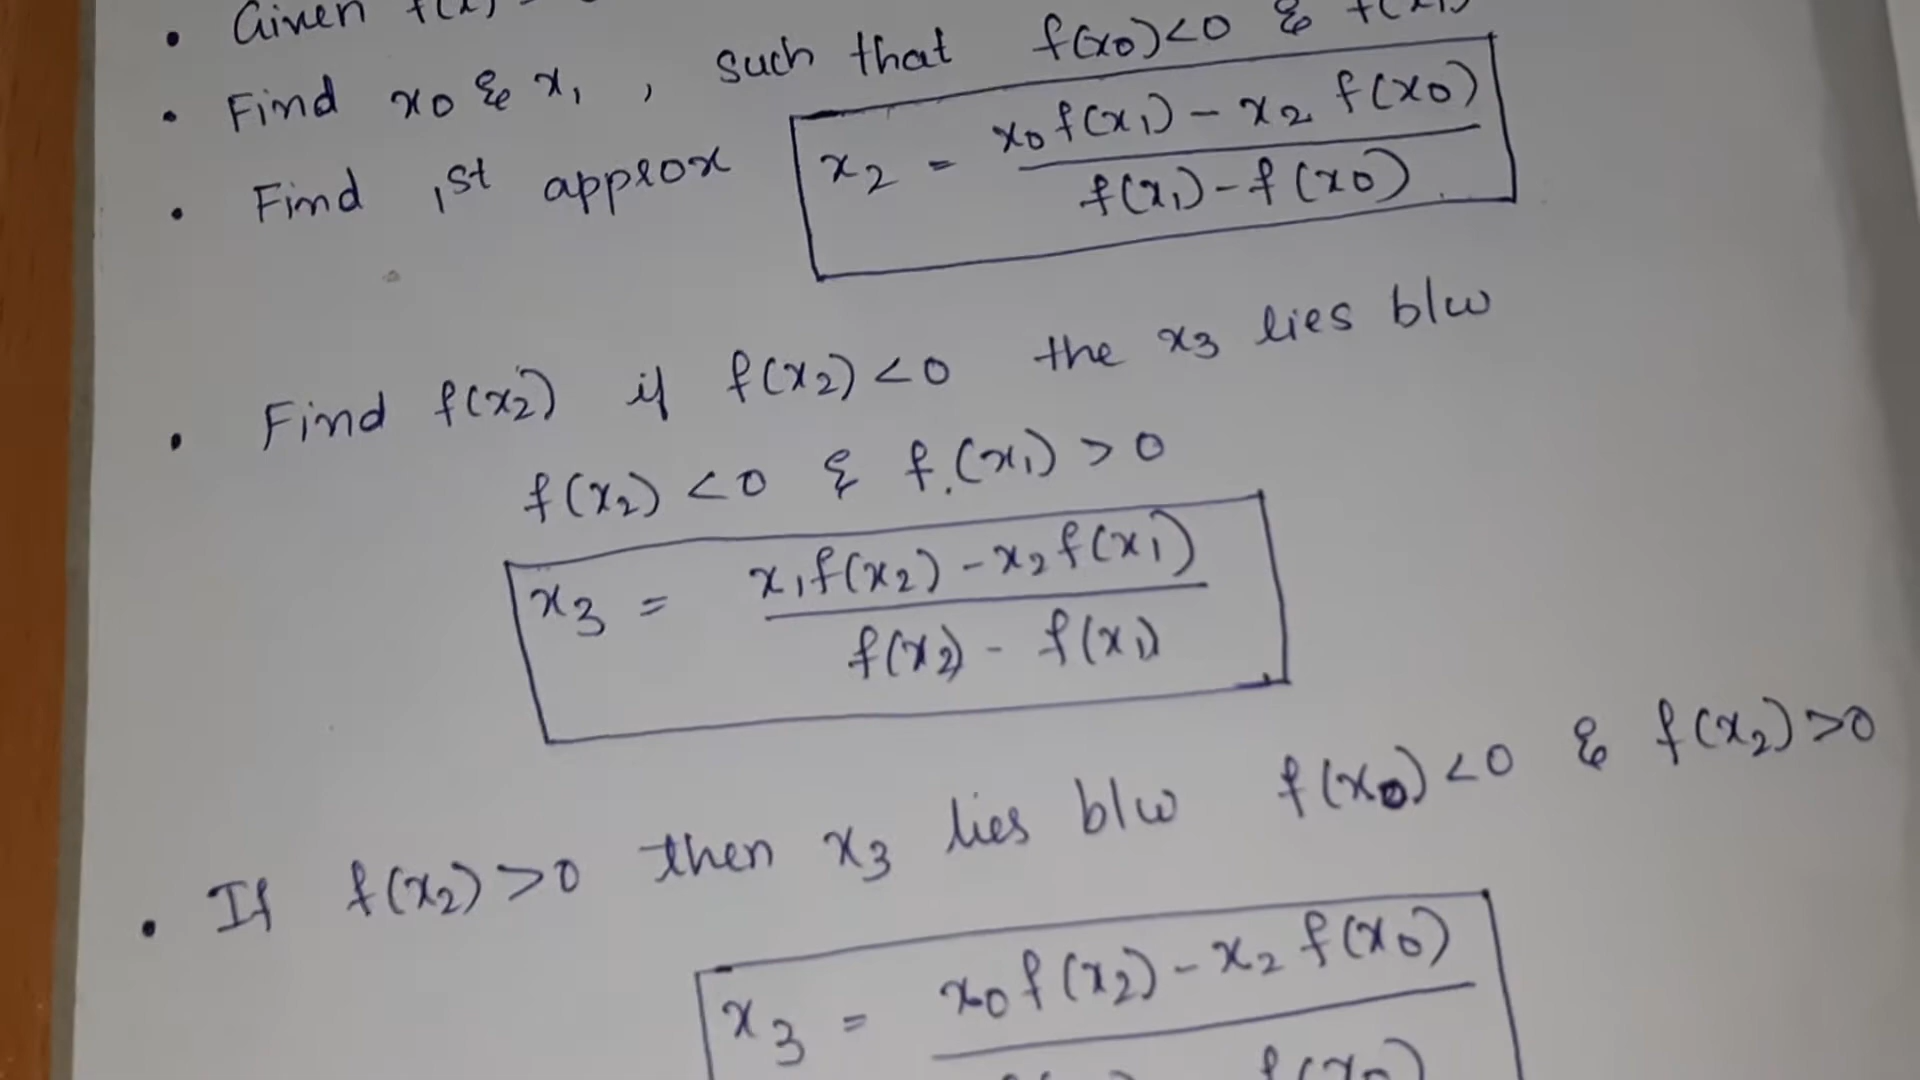 • Given f(x)
• Find x0 & x1 , such that f(x0)<0 &
• Find 1st approx x2 = x0 f(x1) - x2 f(x0)
f(x1) - f(x0)
• Find f(x2) if f(x2) <0 the x3 lies b/w
f(x2) <0 & f.(x1) >0
x3 = x1 f(x2) - x2 f(x1)
f(x2) - f(x1)
• If f(x2) >0 then x3 lies b/w f(x0) <0 & f(x2) >0
x3 = x0 f(x2) - x2 f(x0)
f(x0)